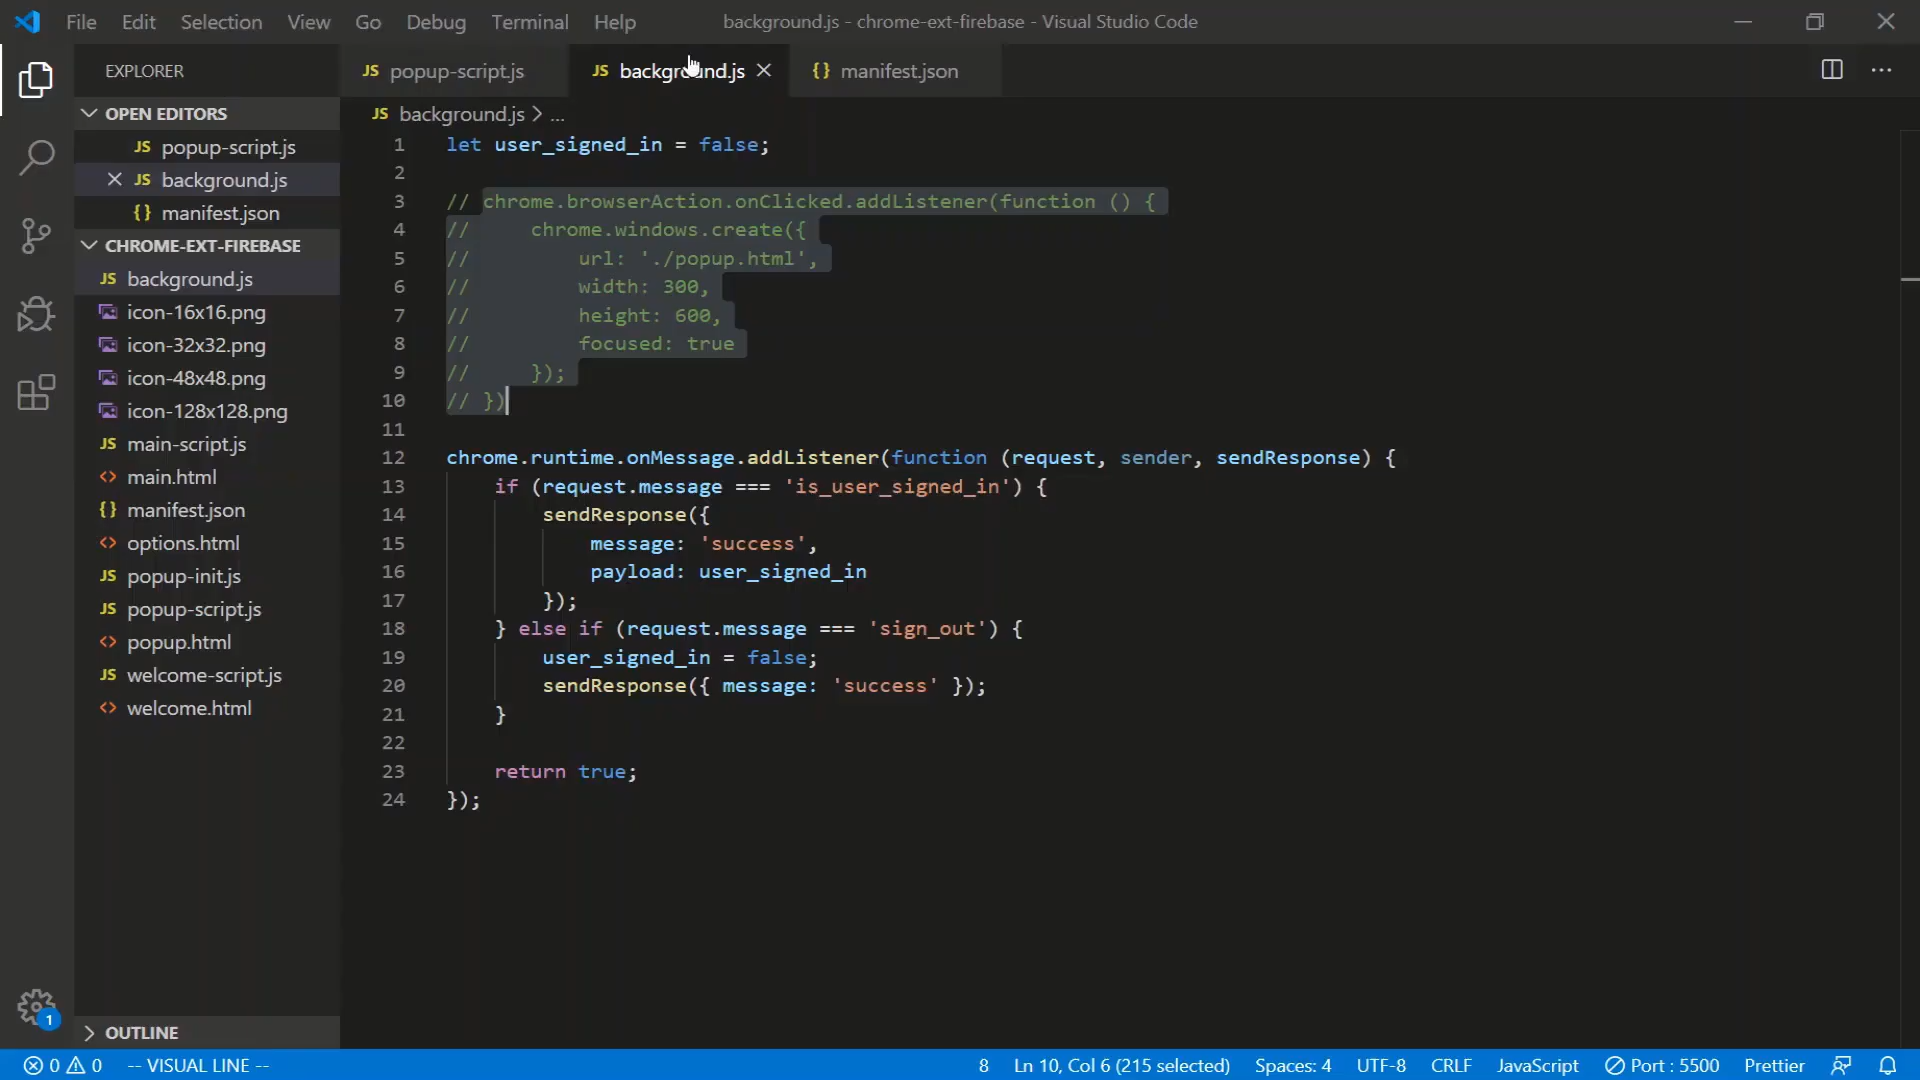 File Edit Selection View Go Debug Terminal Help background.js - chrome-ext-firebase - Visual Studio Code
EXPLORER
OPEN EDITORS
JS popup-script.js
JS background.js
{} manifest.json
CHROME-EXT-FIREBASE
JS background.js
icon-16x16.png
icon-32x32.png
icon-48x48.png
icon-128x128.png
JS main-script.js
<> main.html
{} manifest.json
<> options.html
JS popup-init.js
JS popup-script.js
<> popup.html
JS welcome-script.js
<> welcome.html
OUTLINE
JS popup-script.js JS background.js {} manifest.json
JS background.js > ...
1 let user_signed_in = false;
2
3 // chrome.browserAction.onClicked.addListener(function () {
4 //     chrome.windows.create({
5 //         url: './popup.html',
6 //         width: 300,
7 //         height: 600,
8 //         focused: true
9 //     });
10 // })
11
12 chrome.runtime.onMessage.addListener(function (request, sender, sendResponse) {
13     if (request.message === 'is_user_signed_in') {
14         sendResponse({
15             message: 'success',
16             payload: user_signed_in
17         });
18     } else if (request.message === 'sign_out') {
19         user_signed_in = false;
20         sendResponse({ message: 'success' });
21     }
22
23     return true;
24 });
1
0 0 -- VISUAL LINE -- 8 Ln 10, Col 6 (215 selected) Spaces: 4 UTF-8 CRLF JavaScript Port : 5500 Prettier